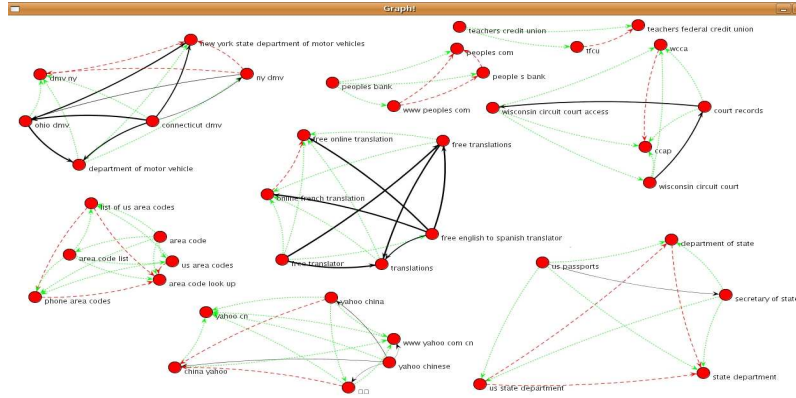 Graph!
new york state department of motor vehicles
dmv ny
ny dmv
ohio dmv
connecticut dmv
department of motor vehicle
teachers credit union
teachers federal credit union
tfcu
peoples com
people s bank
peoples bank
www peoples com
wcca
wisconsin circuit court access
court records
ccap
wisconsin circuit court
free online translation
free translations
online french translation
free english to spanish translator
free translator
translations
list of us area codes
area code
area code list
us area codes
area code look up
phone area codes
yahoo china
yahoo cn
www yahoo com cn
yahoo chinese
china yahoo
department of state
us passports
secretary of state
state department
us state department